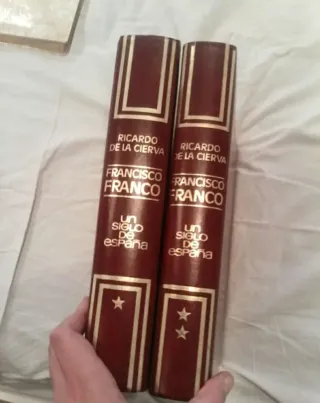 RICARDO
DE LA CIERVA
FRANCISCO
FRANCO
un
SIGLO
DE
españa
RICARDO
DE LA CIERVA
FRANCISCO
FRANCO
un
SIGLO
DE
españa